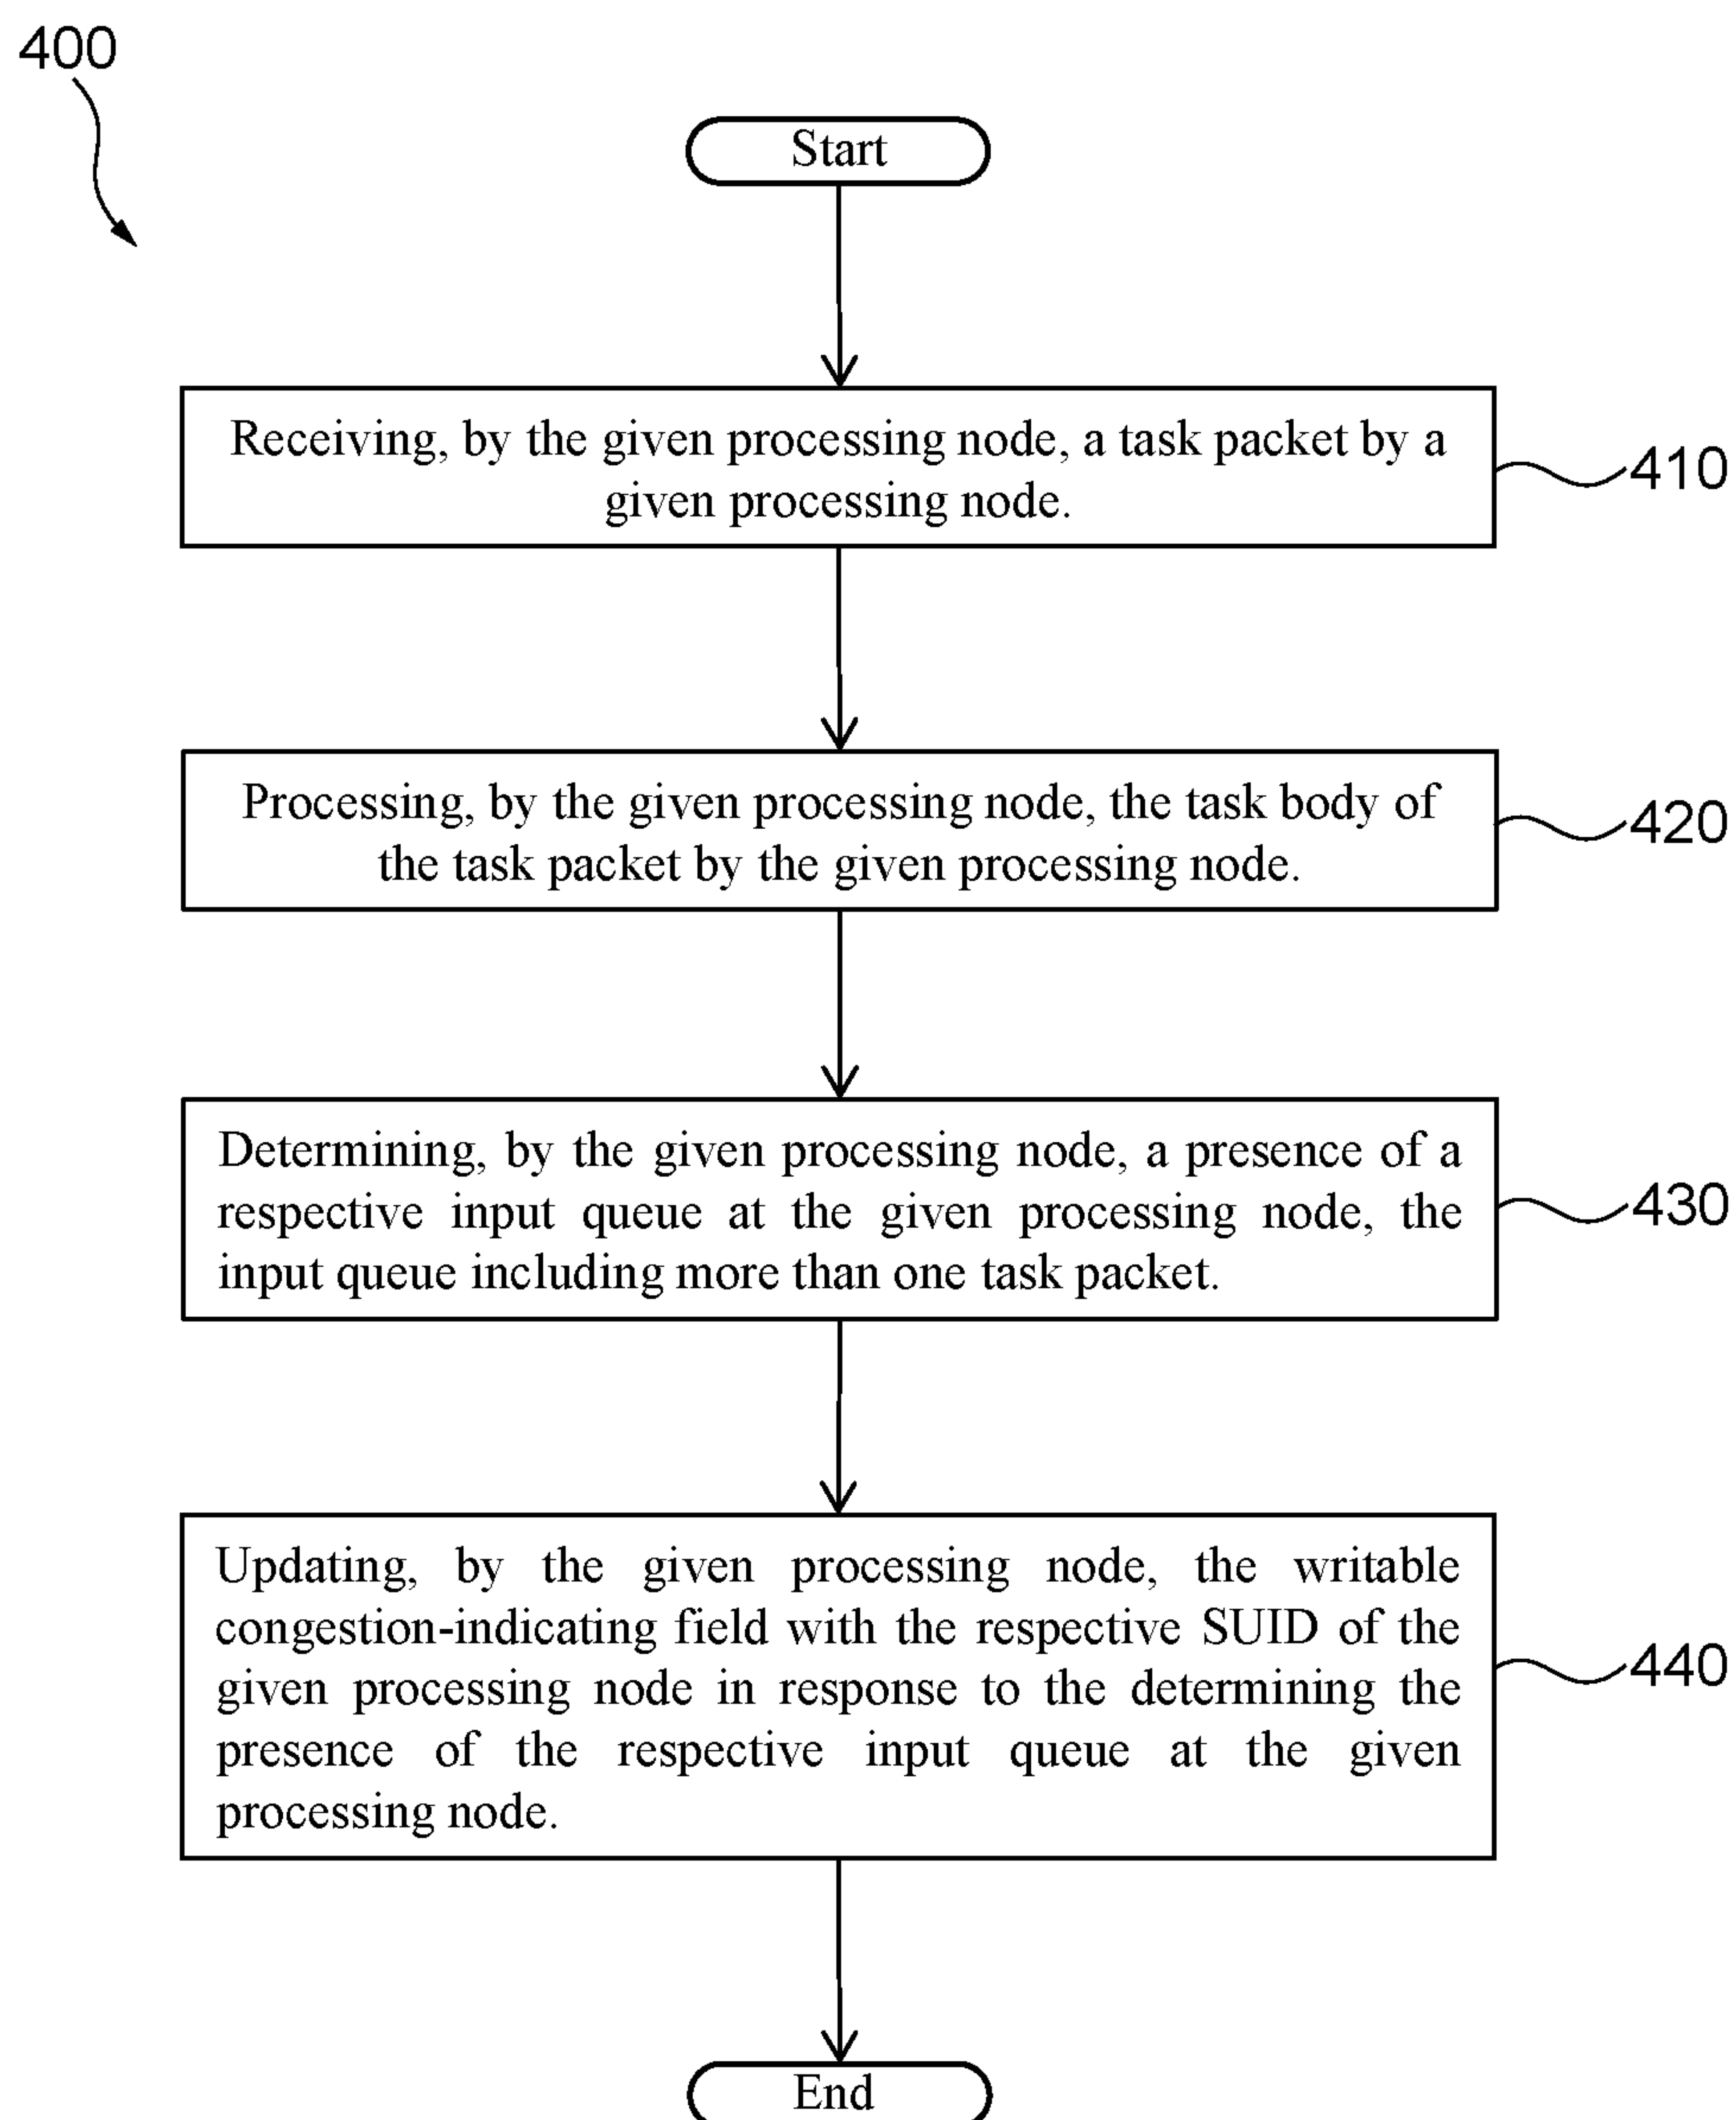 400
Start
Receiving, by the given processing node, a task packet by a
given processing node.
410
Processing, by the given processing node, the task body of
the task packet by the given processing node.
420
Determining, by the given processing node, a presence of a
respective input queue at the given processing node, the
input queue including more than one task packet.
430
Updating, by the given processing node, the writable
congestion-indicating field with the respective SUID of the
given processing node in response to the determining the
presence of the respective input queue at the given
processing node.
440
End